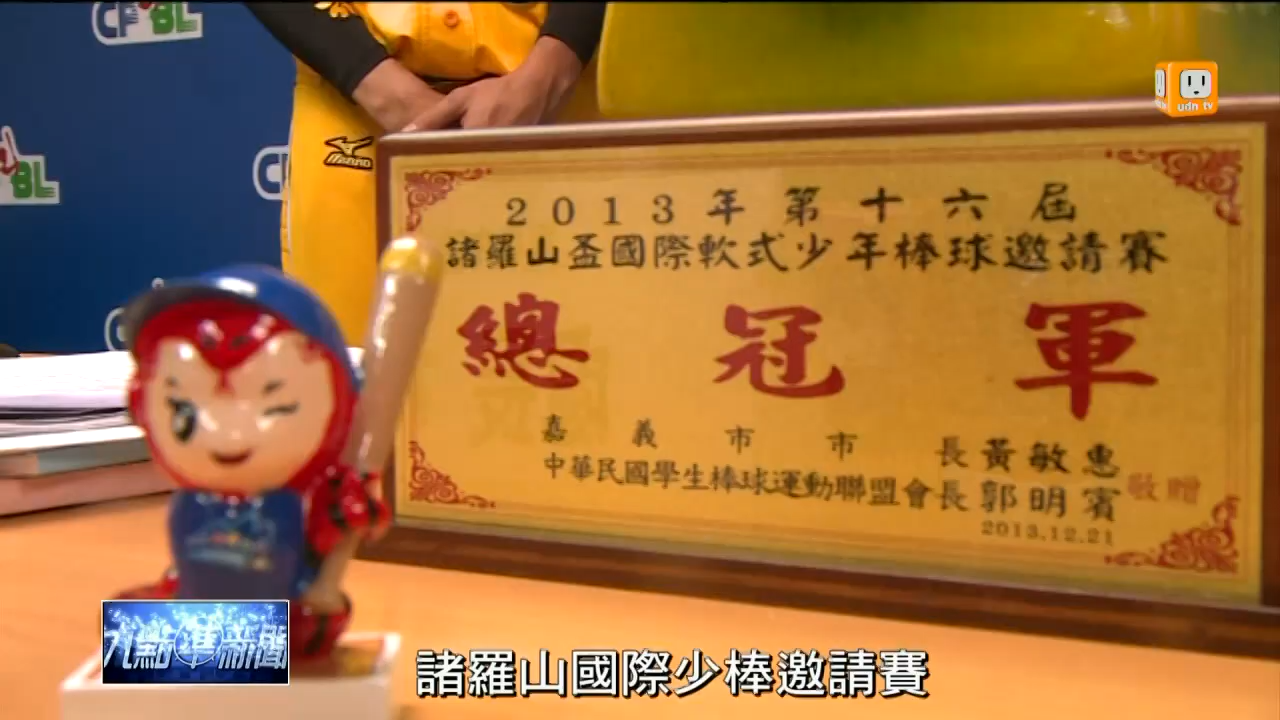 CPBL
udn tv
BL
MIZUNO
2013年第十六屆
諸羅山盃國際軟式少年棒球邀請賽
總冠軍
嘉義市市長黃敏惠
中華民國學生棒球運動聯盟會長郭明賓
敬贈
2013.12.21
九點準新聞
諸羅山國際少棒邀請賽